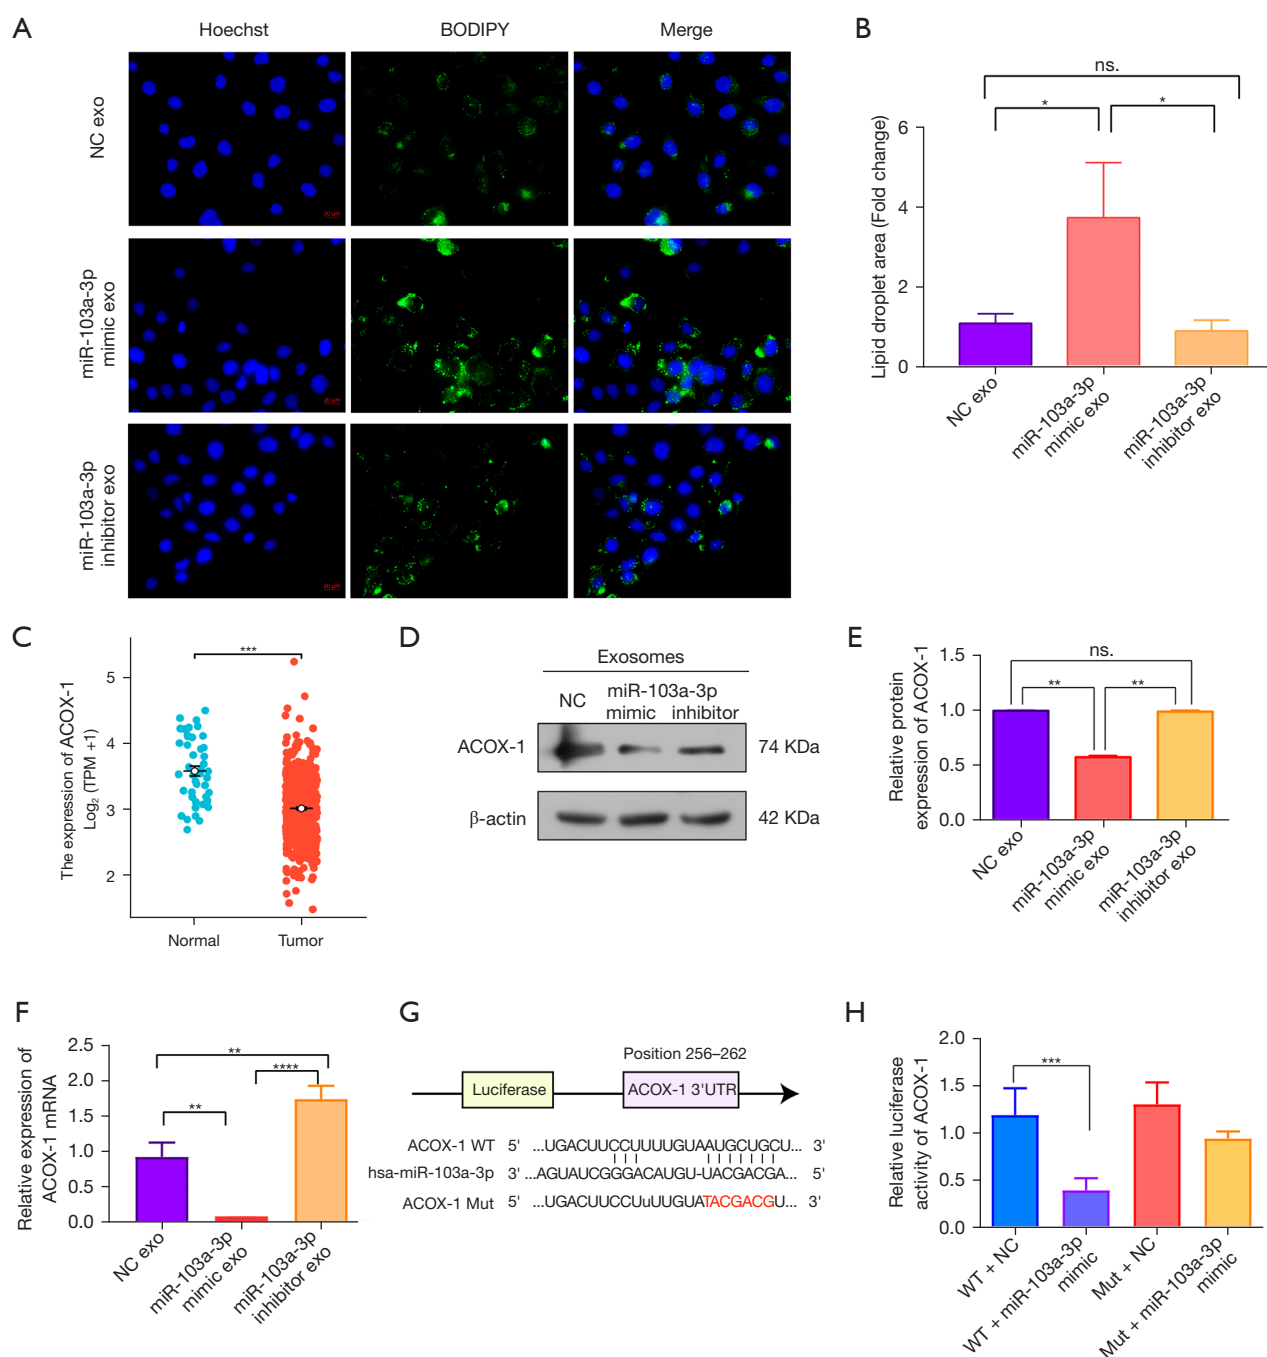 A
Hoechst
BODIPY
Merge
NC exo
miR-103a-3p
mimic exo
miR-103a-3p
inhibitor exo
20 μm
20 μm
20 μm
B
Lipid droplet area (Fold change)
6
4
2
0
ns.
*
*
NC exo
miR-103a-3p
mimic exo
miR-103a-3p
inhibitor exo
C
The expression of ACOX-1
Log₂ (TPM +1)
5
4
3
2
***
Normal
Tumor
D
Exosomes
NC
miR-103a-3p
mimic
inhibitor
ACOX-1
74 KDa
β-actin
42 KDa
E
Relative protein
expression of ACOX-1
1.5
1.0
0.5
0.0
ns.
**
**
NC exo
miR-103a-3p
mimic exo
miR-103a-3p
inhibitor exo
F
Relative expression of
ACOX-1 mRNA
2.5
2.0
1.5
1.0
0.5
0.0
**
****
**
NC exo
miR-103a-3p
mimic exo
miR-103a-3p
inhibitor exo
G
Position 256–262
Luciferase
ACOX-1 3'UTR
ACOX-1 WT 5' ...UGACUUCCUUUUGUAAUGCUGCU... 3'
hsa-miR-103a-3p 3' ...AGUAUCGGGACAUGU-UACGACGA... 5'
ACOX-1 Mut 5' ...UGACUUCCUuUUGUATACGACGU... 3'
H
Relative luciferase
activity of ACOX-1
2.0
1.5
1.0
0.5
0.0
***
WT + NC
WT + miR-103a-3p
mimic
Mut + NC
Mut + miR-103a-3p
mimic